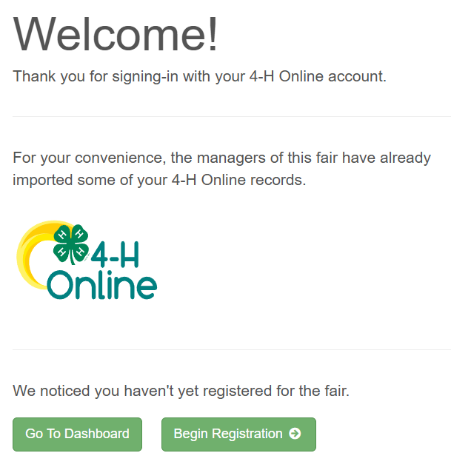 Welcome!
Thank you for signing-in with your 4-H Online account.
For your convenience, the managers of this fair have already
imported some of your 4-H Online records.
H H H H
4-H
Online
We noticed you haven't yet registered for the fair.
Go To Dashboard Begin Registration